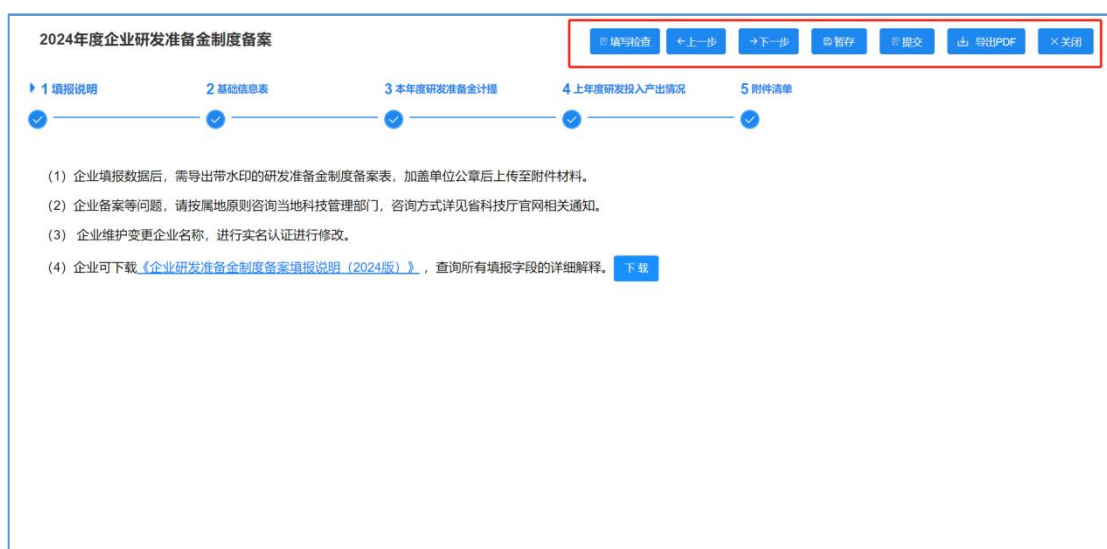 2024年度企业研发准备金制度备案
填写检查 ←上一步 →下一步 暂存 提交 导出PDF ×关闭
1 填报说明 2 基础信息表 3 本年度研发准备金计提 4 上年度研发投入产出情况 5 附件清单
（1）企业填报数据后，需导出带水印的研发准备金制度备案表，加盖单位公章后上传至附件材料。
（2）企业备案等问题，请按属地原则咨询当地科技管理部门，咨询方式详见省科技厅官网相关通知。
（3） 企业维护变更企业名称，进行实名认证进行修改。
（4）企业可下载《企业研发准备金制度备案填报说明（2024版）》，查询所有填报字段的详细解释。 下载